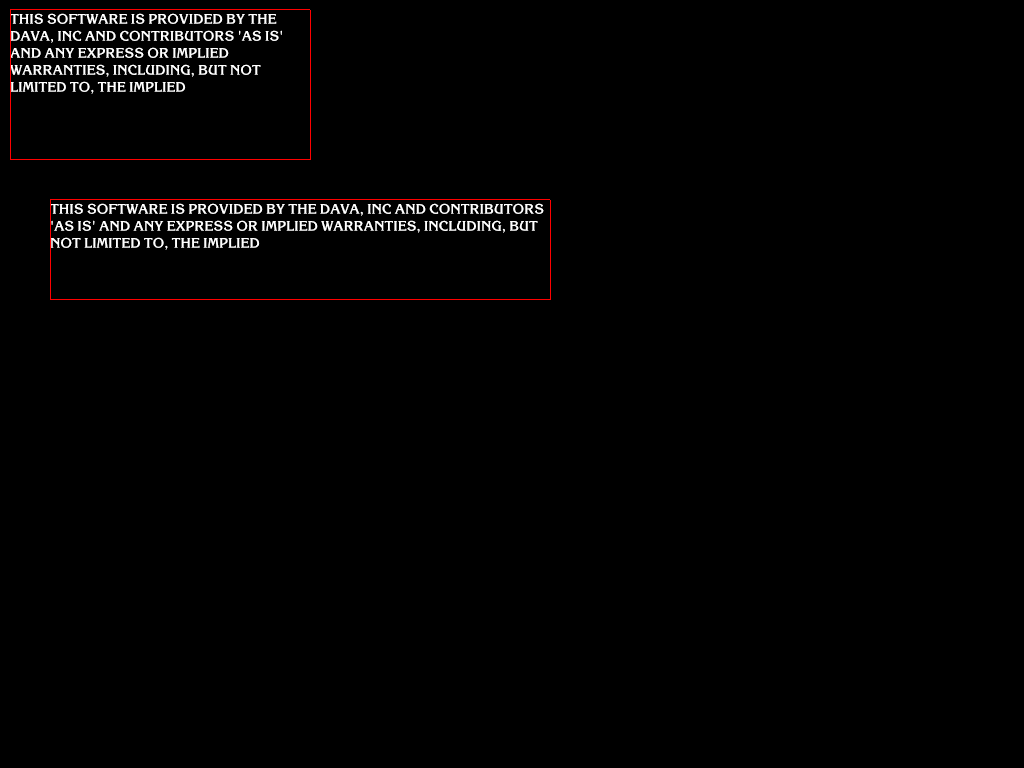 THIS SOFTWARE IS PROVIDED BY THE
DAVA, INC AND CONTRIBUTORS 'AS IS'
AND ANY EXPRESS OR IMPLIED
WARRANTIES, INCLUDING, BUT NOT
LIMITED TO, THE IMPLIED
THIS SOFTWARE IS PROVIDED BY THE DAVA, INC AND CONTRIBUTORS
'AS IS' AND ANY EXPRESS OR IMPLIED WARRANTIES, INCLUDING, BUT
NOT LIMITED TO, THE IMPLIED